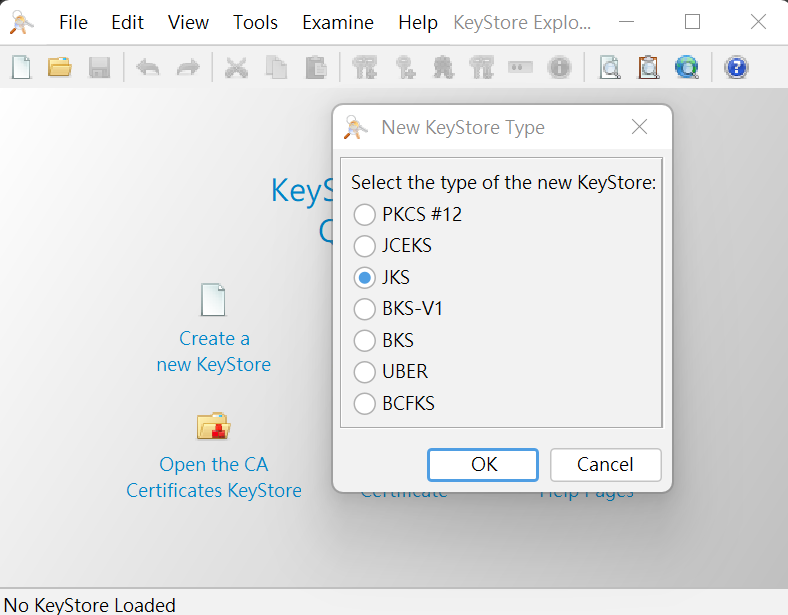 File Edit View Tools Examine Help KeyStore Explo...
New KeyStore Type
Select the type of the new KeyStore:
PKCS #12
JCEKS
JKS
BKS-V1
BKS
UBER
BCFKS
OK Cancel
KeyS
Create a
new KeyStore
Open the CA
Certificates KeyStore
Certificate
Help Pages
No KeyStore Loaded